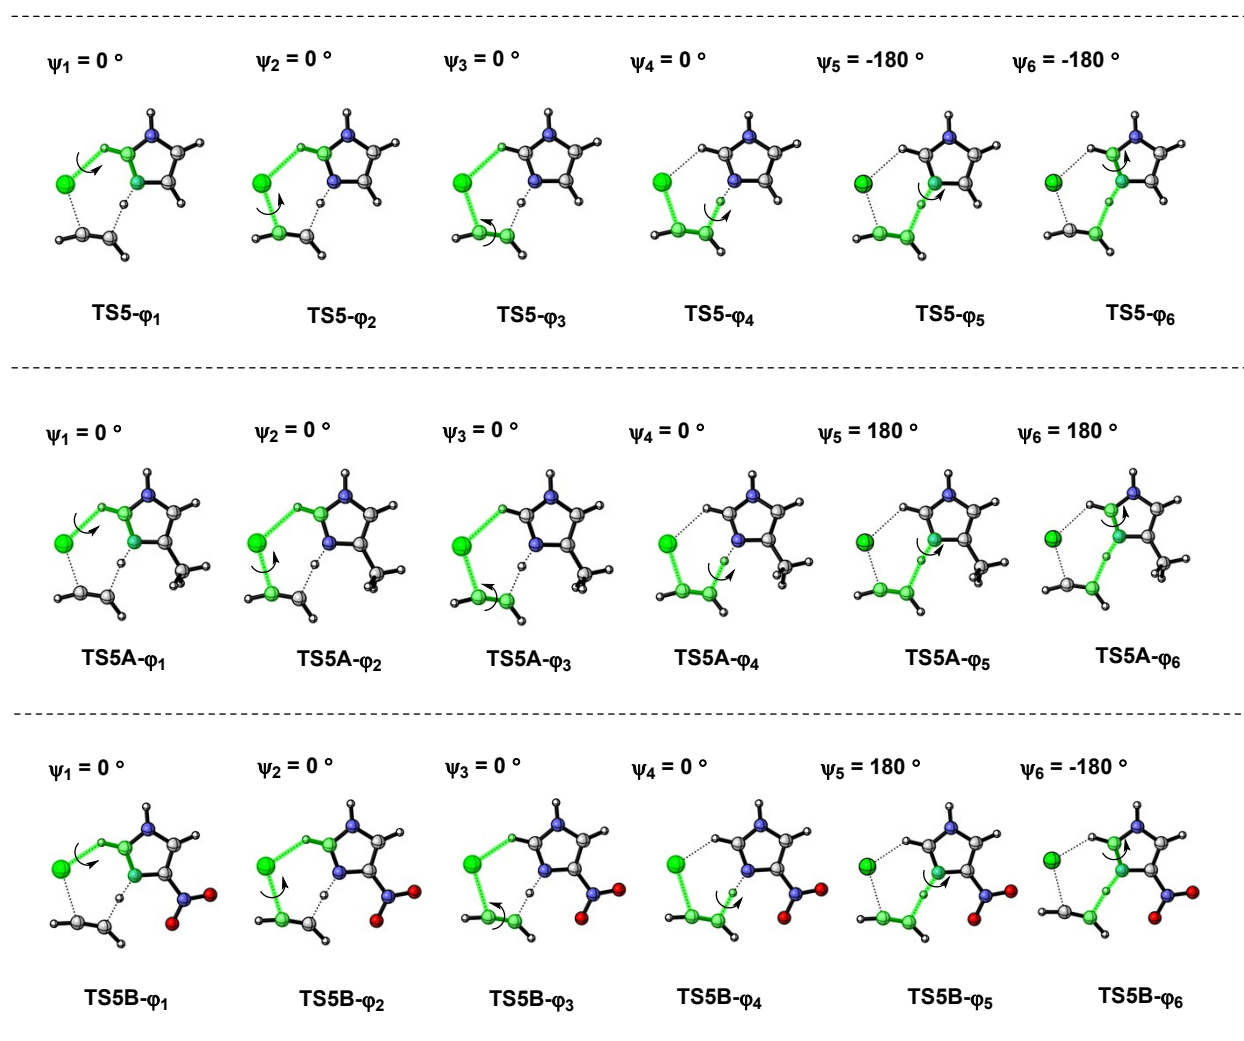 ψ₁ = 0 ° ψ₂ = 0 ° ψ₃ = 0 ° ψ₄ = 0 ° ψ₅ = -180 ° ψ₆ = -180 °
TS5-φ₁ TS5-φ₂ TS5-φ₃ TS5-φ₄ TS5-φ₅ TS5-φ₆
ψ₁ = 0 ° ψ₂ = 0 ° ψ₃ = 0 ° ψ₄ = 0 ° ψ₅ = 180 ° ψ₆ = 180 °
TS5A-φ₁ TS5A-φ₂ TS5A-φ₃ TS5A-φ₄ TS5A-φ₅ TS5A-φ₆
ψ₁ = 0 ° ψ₂ = 0 ° ψ₃ = 0 ° ψ₄ = 0 ° ψ₅ = 180 ° ψ₆ = -180 °
TS5B-φ₁ TS5B-φ₂ TS5B-φ₃ TS5B-φ₄ TS5B-φ₅ TS5B-φ₆